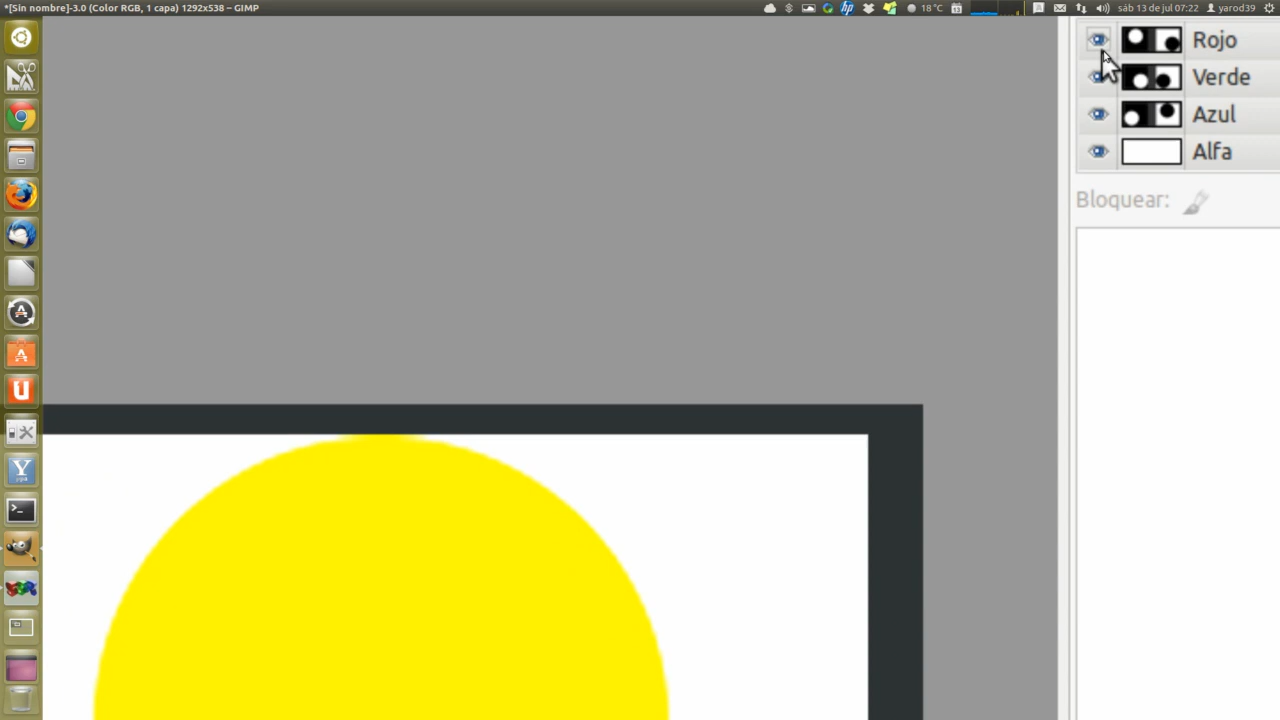 *[Sin nombre]-3.0 (Color RGB, 1 capa) 1292x538 – GIMP
18 °C
13
sáb 13 de jul 07:22
yarod39
Rojo
Verde
Azul
Alfa
Bloquear: